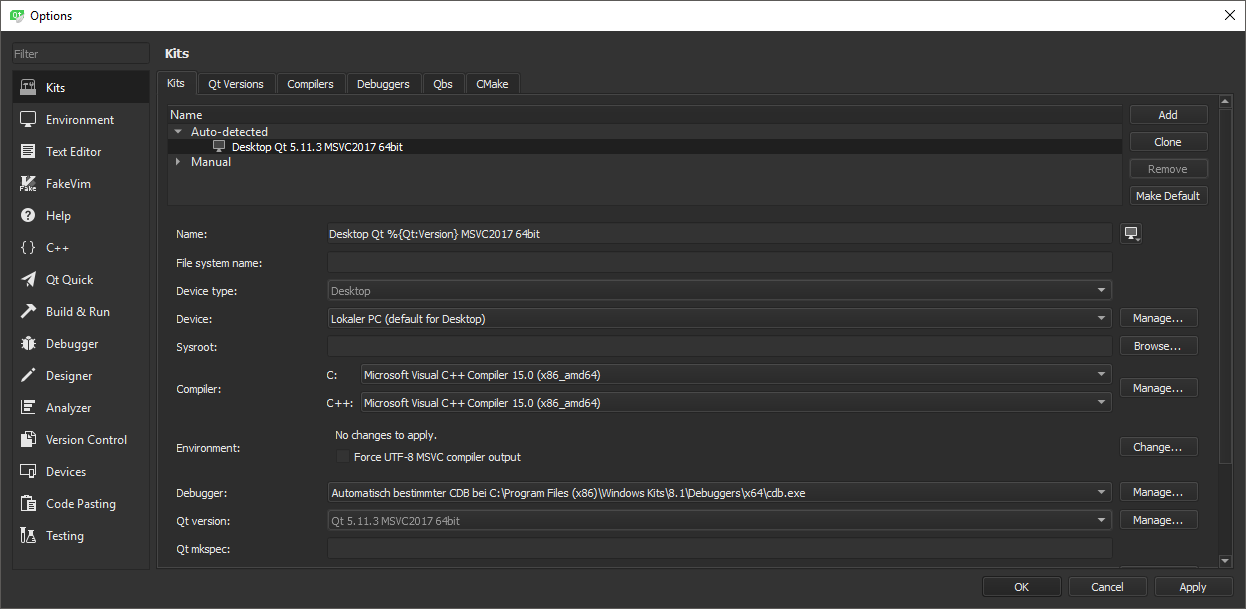 Options
Filter
Kits
Environment
Text Editor
FakeVim
Help
C++
Qt Quick
Build & Run
Debugger
Designer
Analyzer
Version Control
Devices
Code Pasting
Testing
Kits
Kits Qt Versions Compilers Debuggers Qbs CMake
Name
Auto-detected
Desktop Qt 5.11.3 MSVC2017 64bit
Manual
Add
Clone
Remove
Make Default
Name: Desktop Qt %{Qt:Version} MSVC2017 64bit
File system name:
Device type: Desktop
Device: Lokaler PC (default for Desktop) Manage...
Sysroot: Browse...
Compiler:
C: Microsoft Visual C++ Compiler 15.0 (x86_amd64)
C++: Microsoft Visual C++ Compiler 15.0 (x86_amd64)
Manage...
Environment:
No changes to apply.
Force UTF-8 MSVC compiler output
Change...
Debugger: Automatisch bestimmter CDB bei C:\Program Files (x86)\Windows Kits\8.1\Debuggers\x64\cdb.exe Manage...
Qt version: Qt 5.11.3 MSVC2017 64bit Manage...
Qt mkspec:
OK Cancel Apply